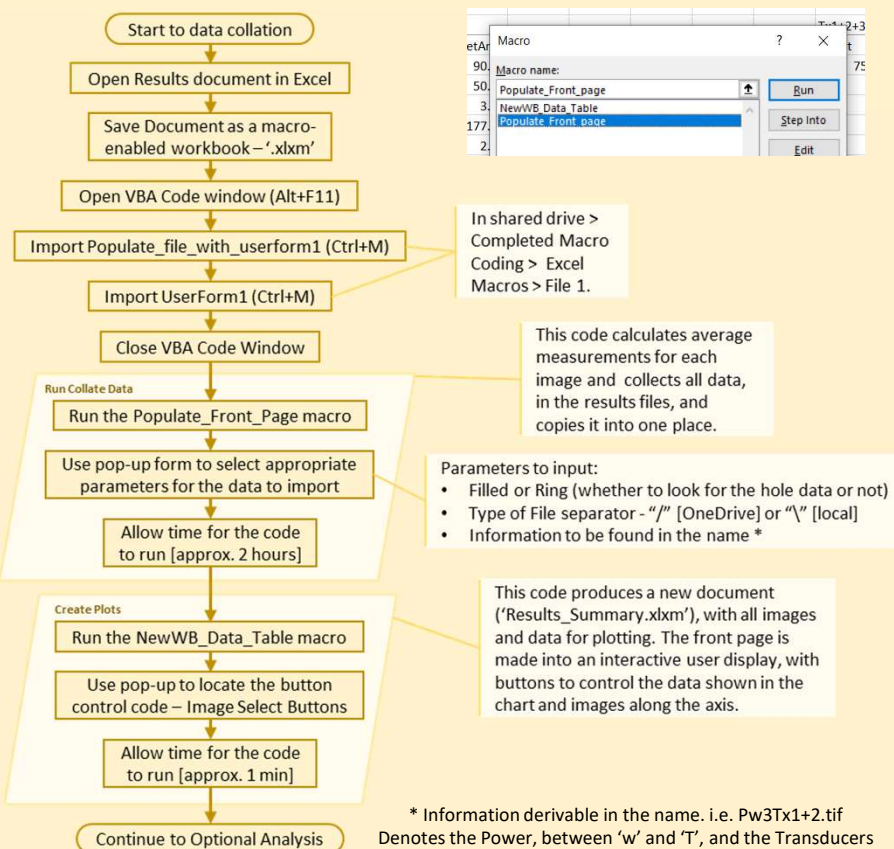 Start to data collation
Open Results document in Excel
Save Document as a macro-
enabled workbook – '.xlxm'
Open VBA Code window (Alt+F11)
Import Populate_file_with_userform1 (Ctrl+M)
Import UserForm1 (Ctrl+M)
Close VBA Code Window
In shared drive >
Completed Macro
Coding > Excel
Macros > File 1.
Run Collate Data
Run the Populate_Front_Page macro
Use pop-up form to select appropriate
parameters for the data to import
Allow time for the code
to run [approx. 2 hours]
This code calculates average
measurements for each
image and collects all data,
in the results files, and
copies it into one place.
Parameters to input:
• Filled or Ring (whether to look for the hole data or not)
• Type of File separator - "/" [OneDrive] or "\" [local]
• Information to be found in the name *
Create Plots
Run the NewWB_Data_Table macro
Use pop-up to locate the button
control code – Image Select Buttons
Allow time for the code
to run [approx. 1 min]
This code produces a new document
('Results_Summary.xlxm'), with all images
and data for plotting. The front page is
made into an interactive user display, with
buttons to control the data shown in the
chart and images along the axis.
Continue to Optional Analysis
* Information derivable in the name. i.e. Pw3Tx1+2.tif
Denotes the Power, between 'w' and 'T', and the Transducers
Macro ? ×
Macro name:
Populate_Front_page
NewWB_Data_Table
Populate_Front_page
Run
Step Into
Edit
90.
50.
3.
177.
2.
75